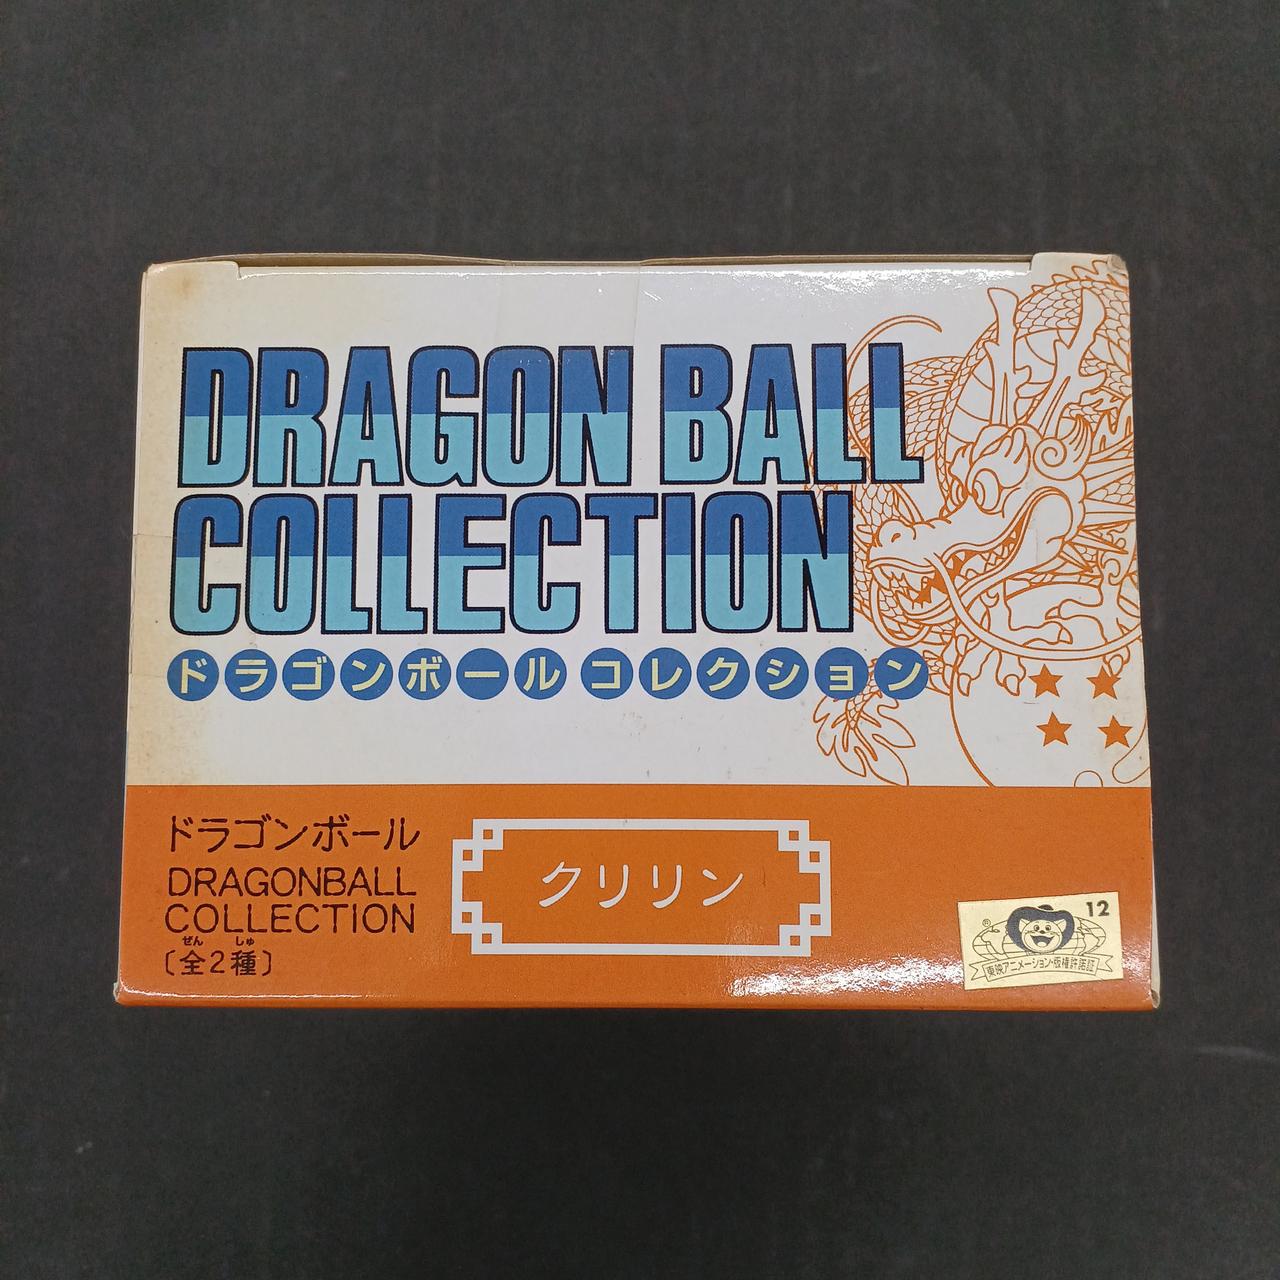 DRAGON BALL
COLLECTION
ドラゴンボール コレクション
ドラゴンボール
DRAGONBALL
COLLECTION
ぜん しゅ
〔全2種〕
クリリン
® 12
東映アニメーション・版権許諾証